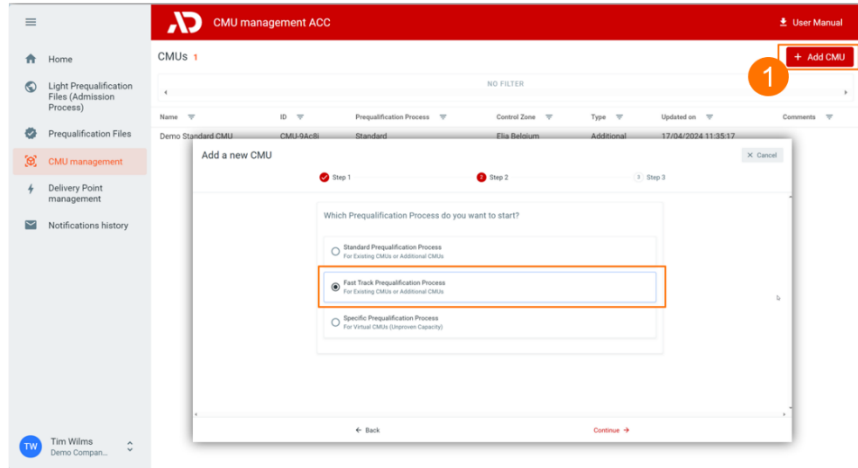 CMU management ACC
User Manual
Home
Light Prequalification
Files (Admission
Process)
Prequalification Files
CMU management
Delivery Point
management
Notifications history
CMUs 1
+ Add CMU
1
NO FILTER
Name
ID
Prequalification Process
Control Zone
Type
Updated on
Comments
Demo Standard CMU
CMU-9Ac8i
Standard
Elia Belgium
Additional
17/04/2024 11:35:17
Add a new CMU
× Cancel
Step 1
2 Step 2
3 Step 3
Which Prequalification Process do you want to start?
Standard Prequalification Process
For Existing CMUs or Additional CMUs
Fast Track Prequalification Process
For Existing CMUs or Additional CMUs
Specific Prequalification Process
For Virtual CMUs (Unproven Capacity)
← Back
Continue →
TW
Tim Wilms
Demo Compan...